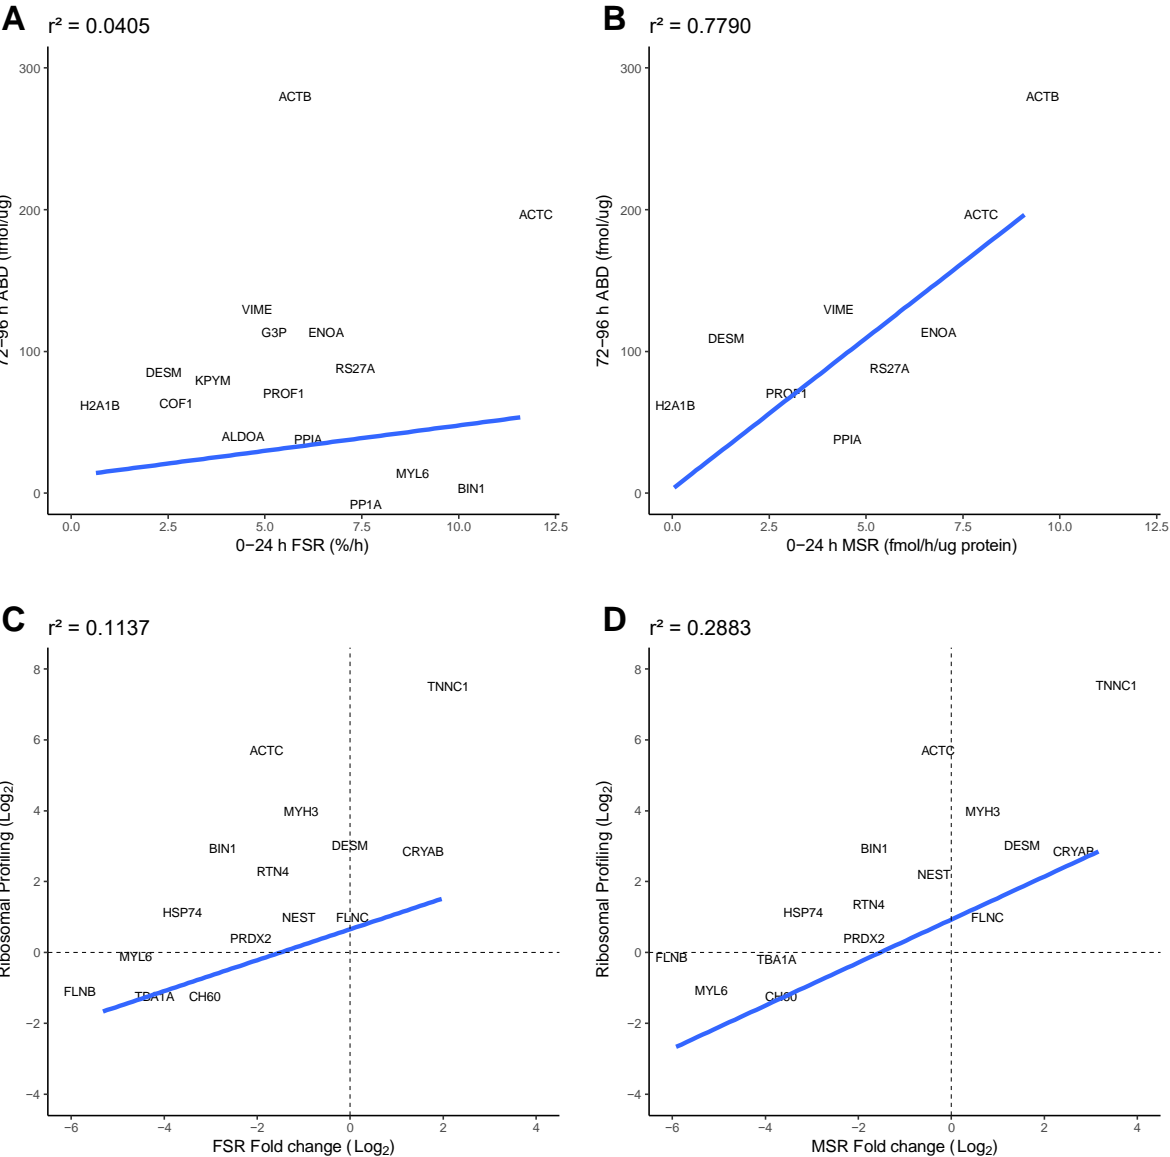 A
r² = 0.0405
300
200
100
0
72−96 h ABD (fmol/ug)
ACTB
ACTC
VIME
G3P
ENOA
RS27A
DESM
KPYM
PROF1
H2A1B
COF1
ALDOA
PPIA
MYL6
BIN1
PP1A
0.0 2.5 5.0 7.5 10.0 12.5
0−24 h FSR (%/h)
B
r² = 0.7790
300
200
100
0
72−96 h ABD (fmol/ug)
ACTB
ACTC
VIME
DESM
ENOA
RS27A
PROF1
H2A1B
PPIA
0.0 2.5 5.0 7.5 10.0 12.5
0−24 h MSR (fmol/h/ug protein)
C
r² = 0.1137
8
6
4
2
0
−2
−4
Ribosomal Profiling (Log2)
TNNC1
ACTC
MYH3
BIN1
DESM
CRYAB
RTN4
HSP74
NEST
FLNC
PRDX2
MYL6
FLNB
TBA1A
CH60
−6 −4 −2 0 2 4
FSR Fold change (Log2)
D
r² = 0.2883
8
6
4
2
0
−2
−4
Ribosomal Profiling (Log2)
TNNC1
ACTC
MYH3
BIN1
DESM
CRYAB
NEST
RTN4
HSP74
FLNC
PRDX2
FLNB
TBA1A
MYL6
CH60
−6 −4 −2 0 2 4
MSR Fold change (Log2)